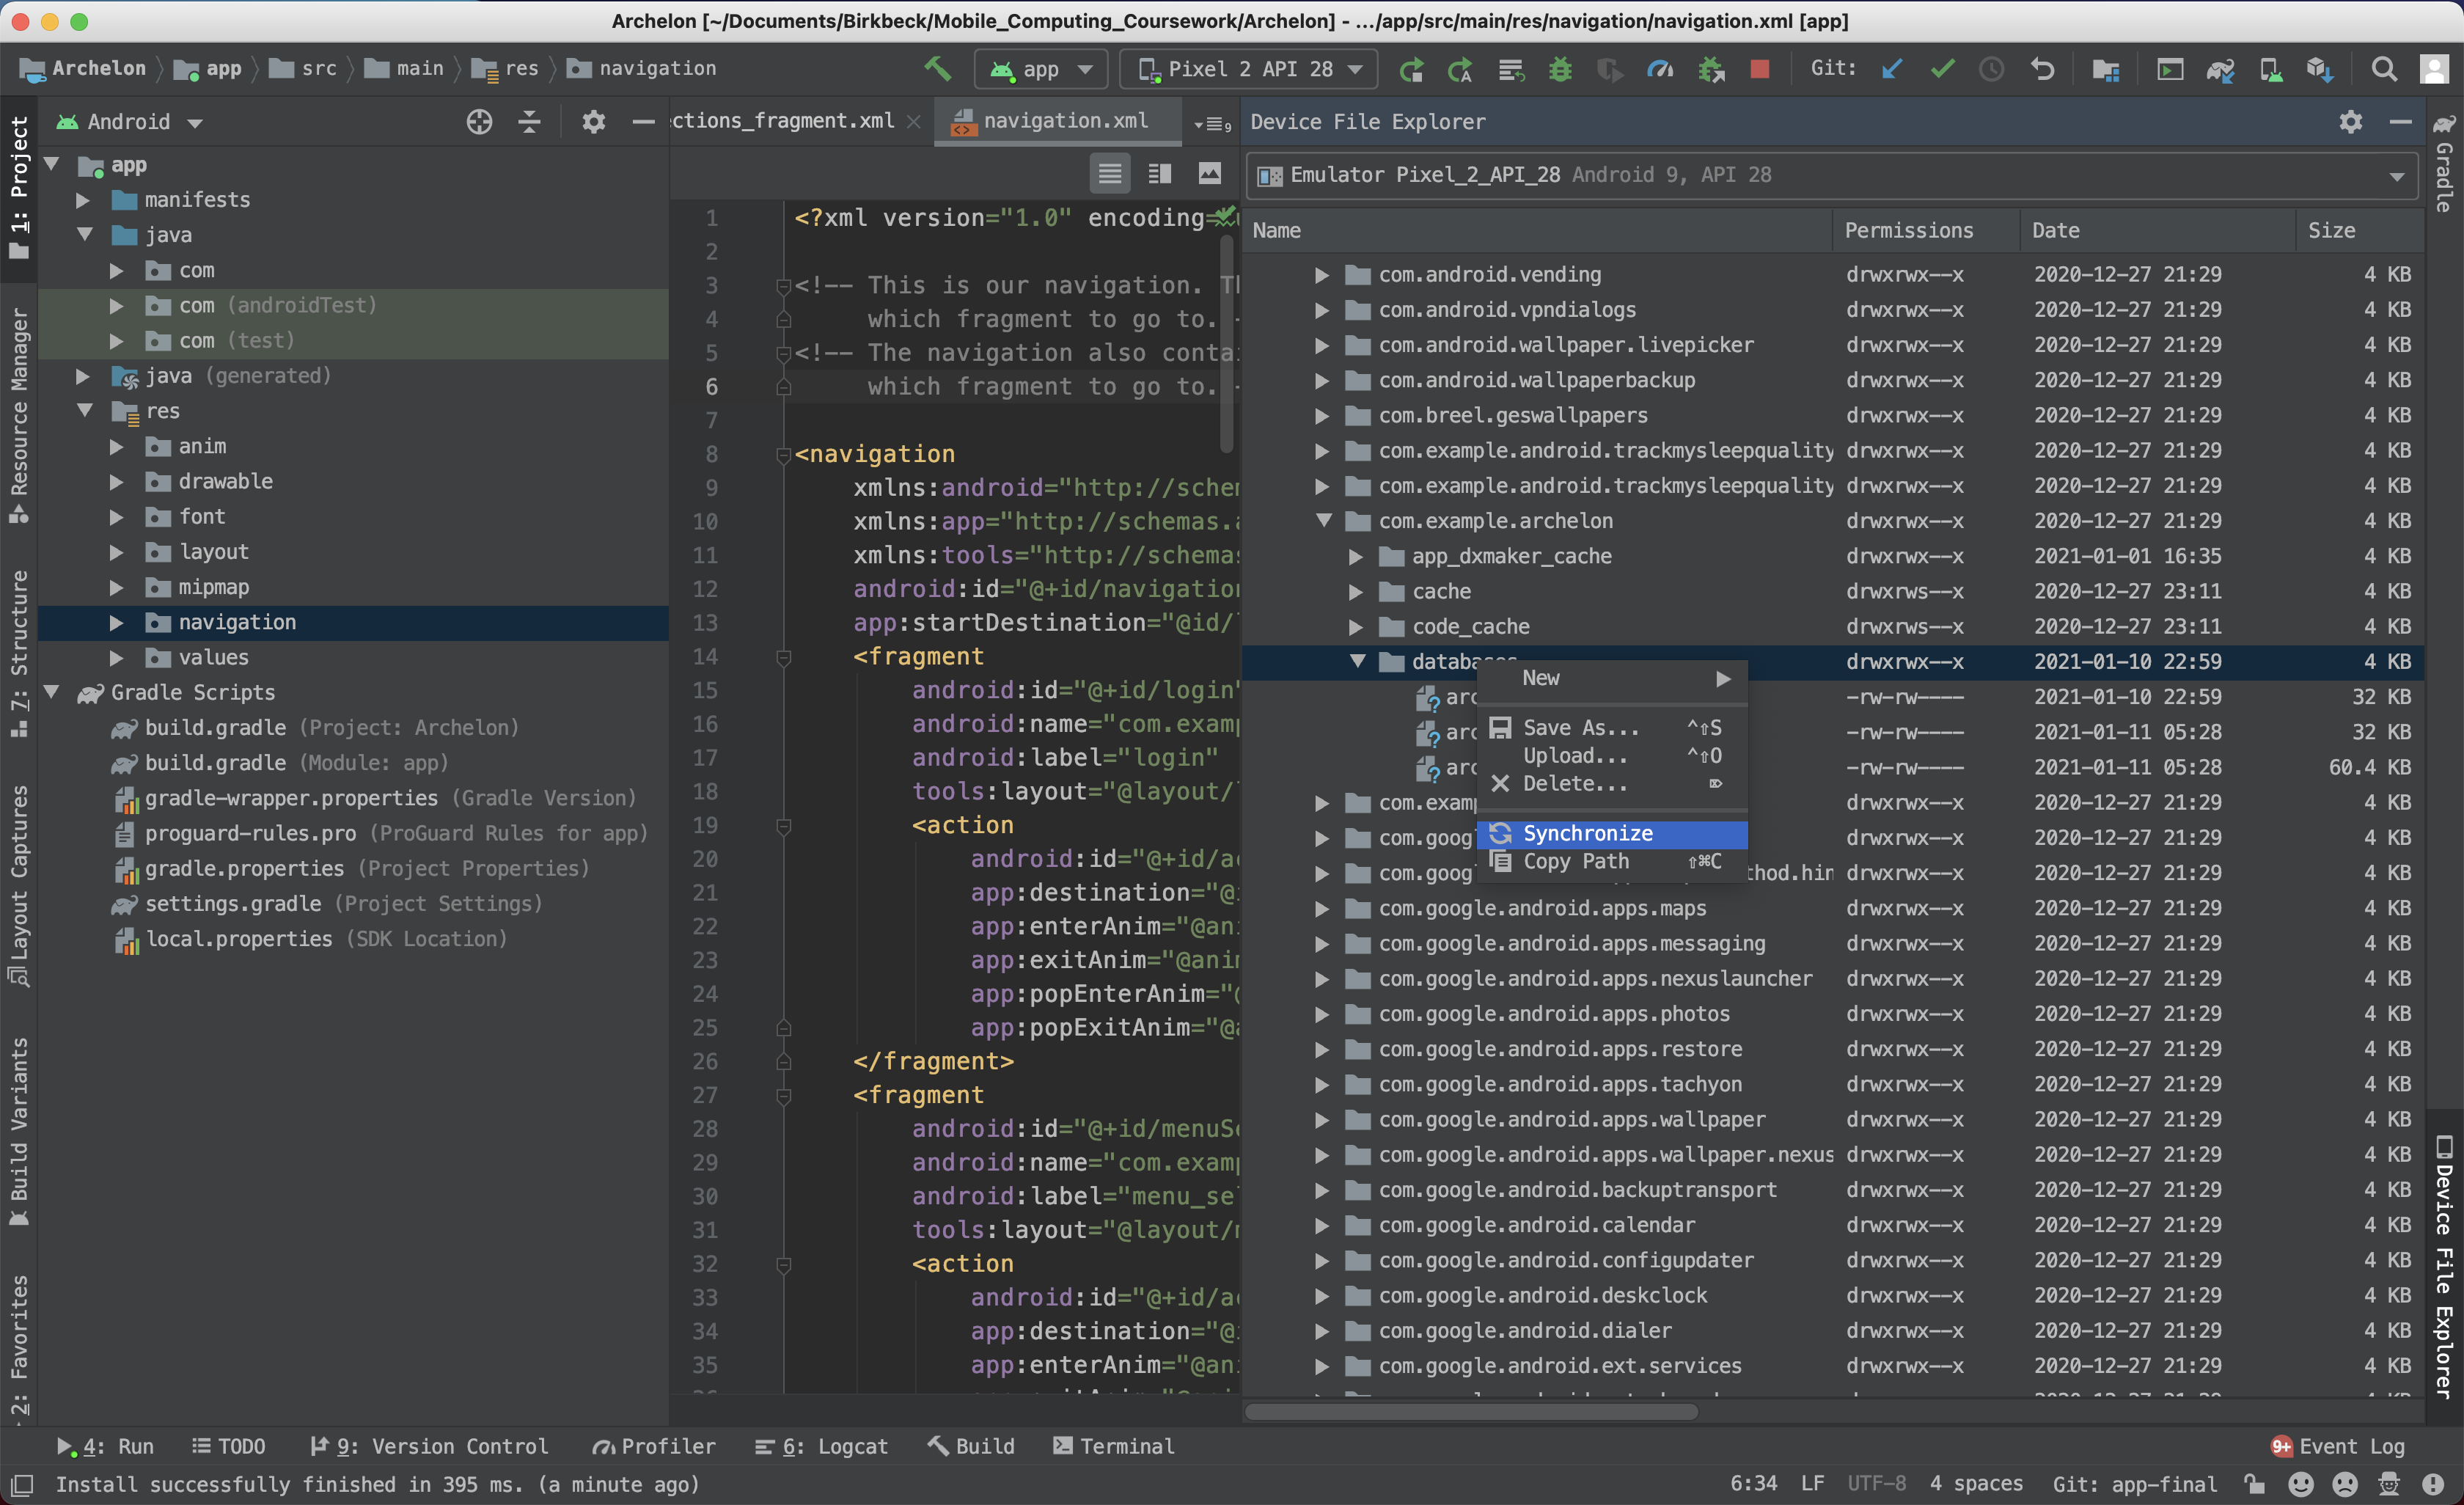 Archelon [~/Documents/Birkbeck/Mobile_Computing_Coursework/Archelon] - .../app/src/main/res/navigation/navigation.xml [app]
Archelon app src main res navigation
app Pixel 2 API 28 Git:
1: Project
Resource Manager
7: Structure
Layout Captures
Build Variants
2: Favorites
Android
app
manifests
java
com
com (androidTest)
com (test)
java (generated)
res
anim
drawable
font
layout
mipmap
navigation
values
Gradle Scripts
build.gradle (Project: Archelon)
build.gradle (Module: app)
gradle-wrapper.properties (Gradle Version)
proguard-rules.pro (ProGuard Rules for app)
gradle.properties (Project Properties)
settings.gradle (Project Settings)
local.properties (SDK Location)
ctions_fragment.xml navigation.xml 9
1 <?xml version="1.0" encoding=
2
3 <!-- This is our navigation. Th
4 which fragment to go to. -
5 <!-- The navigation also contai
6 which fragment to go to. -
7
8 <navigation
9 xmlns:android="http://schem
10 xmlns:app="http://schemas.a
11 xmlns:tools="http://schemas
12 android:id="@+id/navigation
13 app:startDestination="@id/l
14 <fragment
15 android:id="@+id/login"
16 android:name="com.examp
17 android:label="login"
18 tools:layout="@layout/l
19 <action
20 android:id="@+id/ac
21 app:destination="@i
22 app:enterAnim="@ani
23 app:exitAnim="@anim
24 app:popEnterAnim="@
25 app:popExitAnim="@a
26 </fragment>
27 <fragment
28 android:id="@+id/menuSe
29 android:name="com.examp
30 android:label="menu_sel
31 tools:layout="@layout/m
32 <action
33 android:id="@+id/ac
34 app:destination="@i
35 app:enterAnim="@ani
Device File Explorer
Emulator Pixel_2_API_28 Android 9, API 28
Name Permissions Date Size
com.android.vending drwxrwx--x 2020-12-27 21:29 4 KB
com.android.vpndialogs drwxrwx--x 2020-12-27 21:29 4 KB
com.android.wallpaper.livepicker drwxrwx--x 2020-12-27 21:29 4 KB
com.android.wallpaperbackup drwxrwx--x 2020-12-27 21:29 4 KB
com.breel.geswallpapers drwxrwx--x 2020-12-27 21:29 4 KB
com.example.android.trackmysleepquality drwxrwx--x 2020-12-27 21:29 4 KB
com.example.android.trackmysleepquality drwxrwx--x 2020-12-27 21:29 4 KB
com.example.archelon drwxrwx--x 2020-12-27 21:29 4 KB
app_dxmaker_cache drwxrwx--x 2021-01-01 16:35 4 KB
cache drwxrws--x 2020-12-27 23:11 4 KB
code_cache drwxrws--x 2020-12-27 23:11 4 KB
databases drwxrwx--x 2021-01-10 22:59 4 KB
arc -rw-rw---- 2021-01-10 22:59 32 KB
arc -rw-rw---- 2021-01-11 05:28 32 KB
arc -rw-rw---- 2021-01-11 05:28 60.4 KB
com.examp drwxrwx--x 2020-12-27 21:29 4 KB
com.goog drwxrwx--x 2020-12-27 21:29 4 KB
com.goog thod.hin drwxrwx--x 2020-12-27 21:29 4 KB
com.google.android.apps.maps drwxrwx--x 2020-12-27 21:29 4 KB
com.google.android.apps.messaging drwxrwx--x 2020-12-27 21:29 4 KB
com.google.android.apps.nexuslauncher drwxrwx--x 2020-12-27 21:29 4 KB
com.google.android.apps.photos drwxrwx--x 2020-12-27 21:29 4 KB
com.google.android.apps.restore drwxrwx--x 2020-12-27 21:29 4 KB
com.google.android.apps.tachyon drwxrwx--x 2020-12-27 21:29 4 KB
com.google.android.apps.wallpaper drwxrwx--x 2020-12-27 21:29 4 KB
com.google.android.apps.wallpaper.nexus drwxrwx--x 2020-12-27 21:29 4 KB
com.google.android.backuptransport drwxrwx--x 2020-12-27 21:29 4 KB
com.google.android.calendar drwxrwx--x 2020-12-27 21:29 4 KB
com.google.android.configupdater drwxrwx--x 2020-12-27 21:29 4 KB
com.google.android.deskclock drwxrwx--x 2020-12-27 21:29 4 KB
com.google.android.dialer drwxrwx--x 2020-12-27 21:29 4 KB
com.google.android.ext.services drwxrwx--x 2020-12-27 21:29 4 KB
New
Save As... ^⇧S
Upload... ^⇧O
Delete... ⌦
Synchronize
Copy Path ⇧⌘C
Gradle
Device File Explorer
4: Run TODO 9: Version Control Profiler 6: Logcat Build Terminal 9+ Event Log
Install successfully finished in 395 ms. (a minute ago) 6:34 LF UTF-8 4 spaces Git: app-final